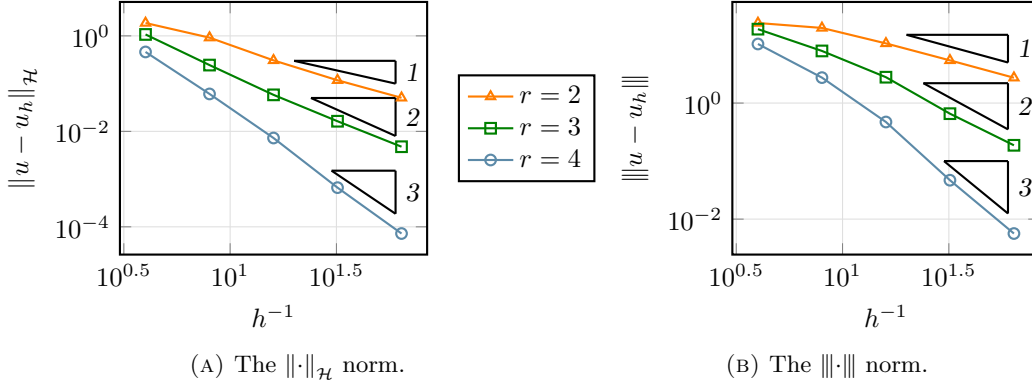 ‖u − u_h‖_ℋ
10^0
10^−2
10^−4
1
2
3
10^0.5
10^1
10^1.5
h^−1
(A) The ‖·‖_ℋ norm.
r = 2
r = 3
r = 4
⦀u − u_h⦀
10^0
10^−2
1
2
3
10^0.5
10^1
10^1.5
h^−1
(B) The ⦀·⦀ norm.